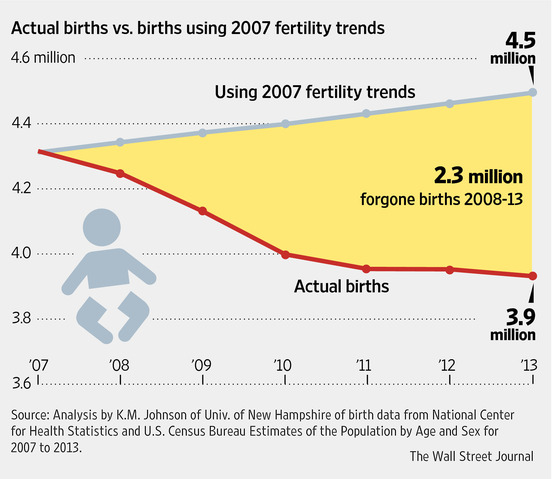 Actual births vs. births using 2007 fertility trends
4.5
million
4.6 million
Using 2007 fertility trends
4.4
2.3 million
forgone births 2008-13
4.2
4.0
Actual births
3.8
3.9
million
'07 '08 '09 '10 '11 '12 '13
3.6
Source: Analysis by K.M. Johnson of Univ. of New Hampshire of birth data from National Center
for Health Statistics and U.S. Census Bureau Estimates of the Population by Age and Sex for
2007 to 2013.
The Wall Street Journal